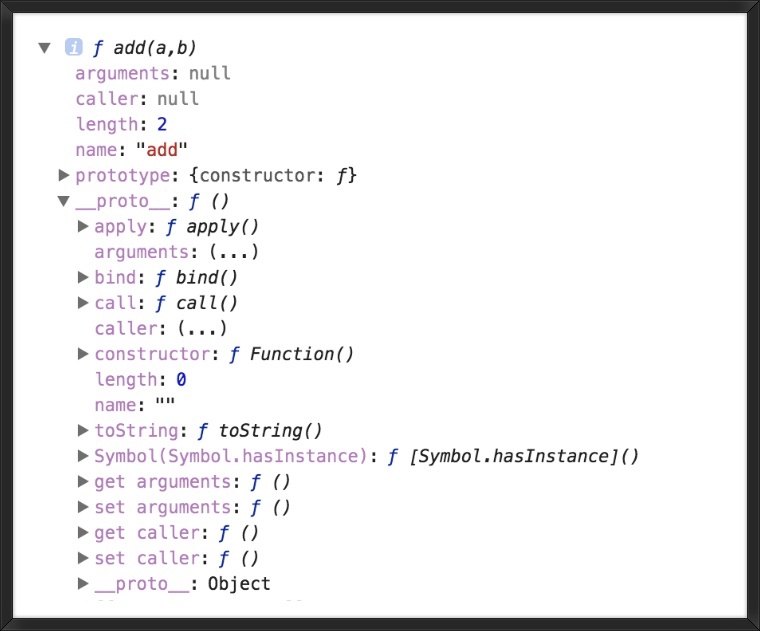 i ƒ add(a,b)
arguments: null
caller: null
length: 2
name: "add"
prototype: {constructor: ƒ}
__proto__: ƒ ()
apply: ƒ apply()
arguments: (...)
bind: ƒ bind()
call: ƒ call()
caller: (...)
constructor: ƒ Function()
length: 0
name: ""
toString: ƒ toString()
Symbol(Symbol.hasInstance): ƒ [Symbol.hasInstance]()
get arguments: ƒ ()
set arguments: ƒ ()
get caller: ƒ ()
set caller: ƒ ()
__proto__: Object